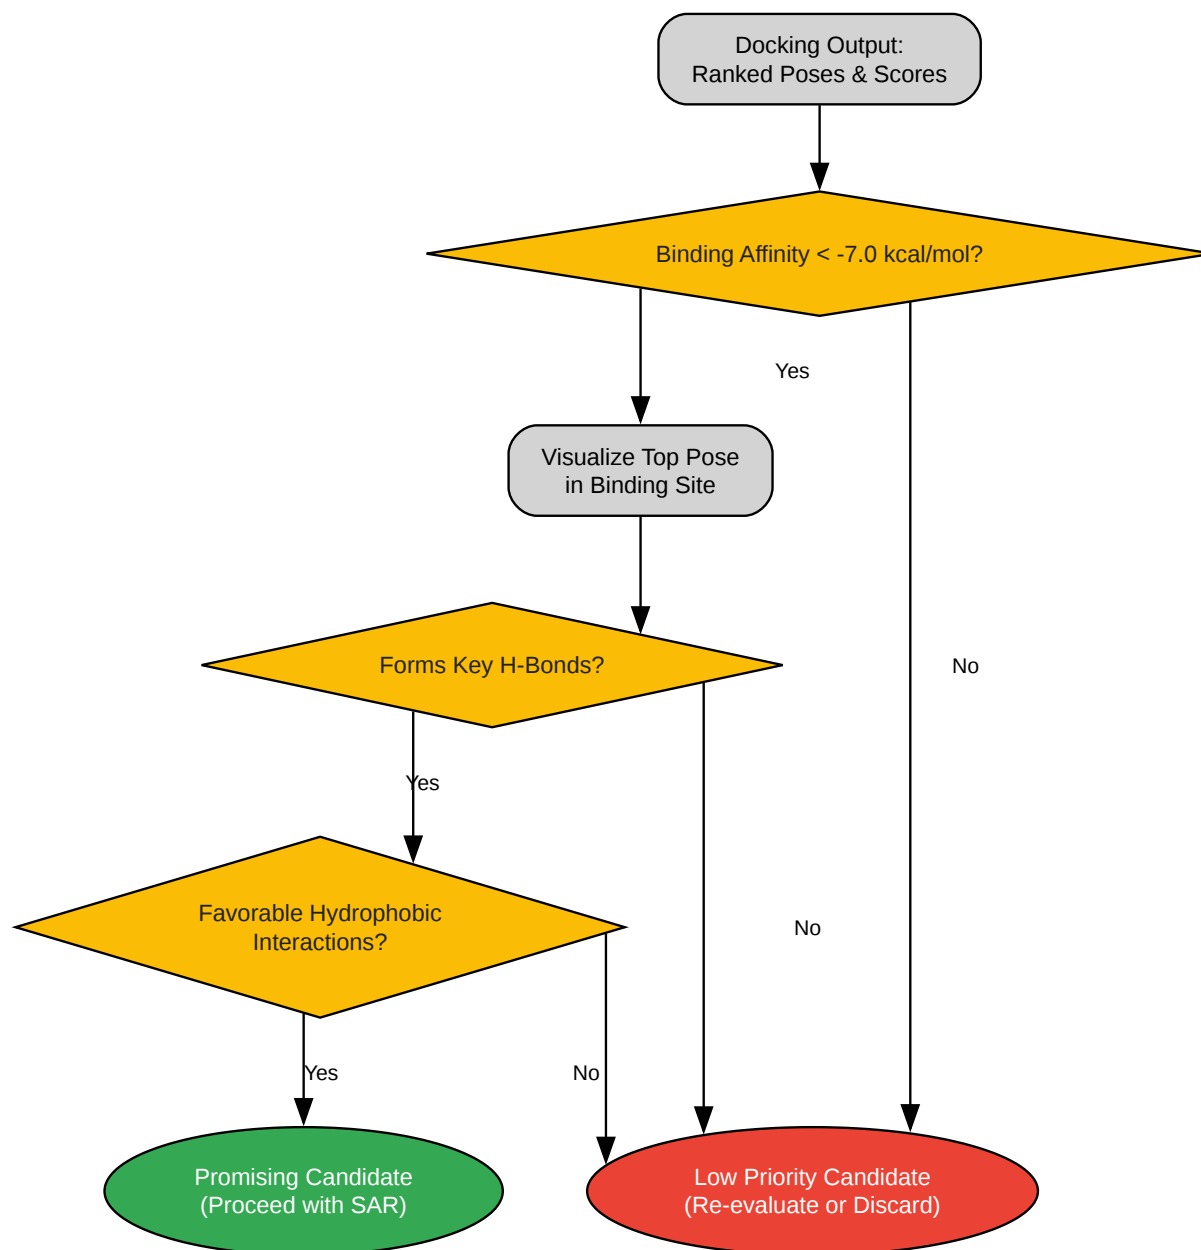 Docking Output:
Ranked Poses & Scores
Binding Affinity < -7.0 kcal/mol?
Yes
Visualize Top Pose
in Binding Site
Forms Key H-Bonds?
No
Yes
Favorable Hydrophobic
Interactions?
No
Yes
No
Promising Candidate
(Proceed with SAR)
Low Priority Candidate
(Re-evaluate or Discard)